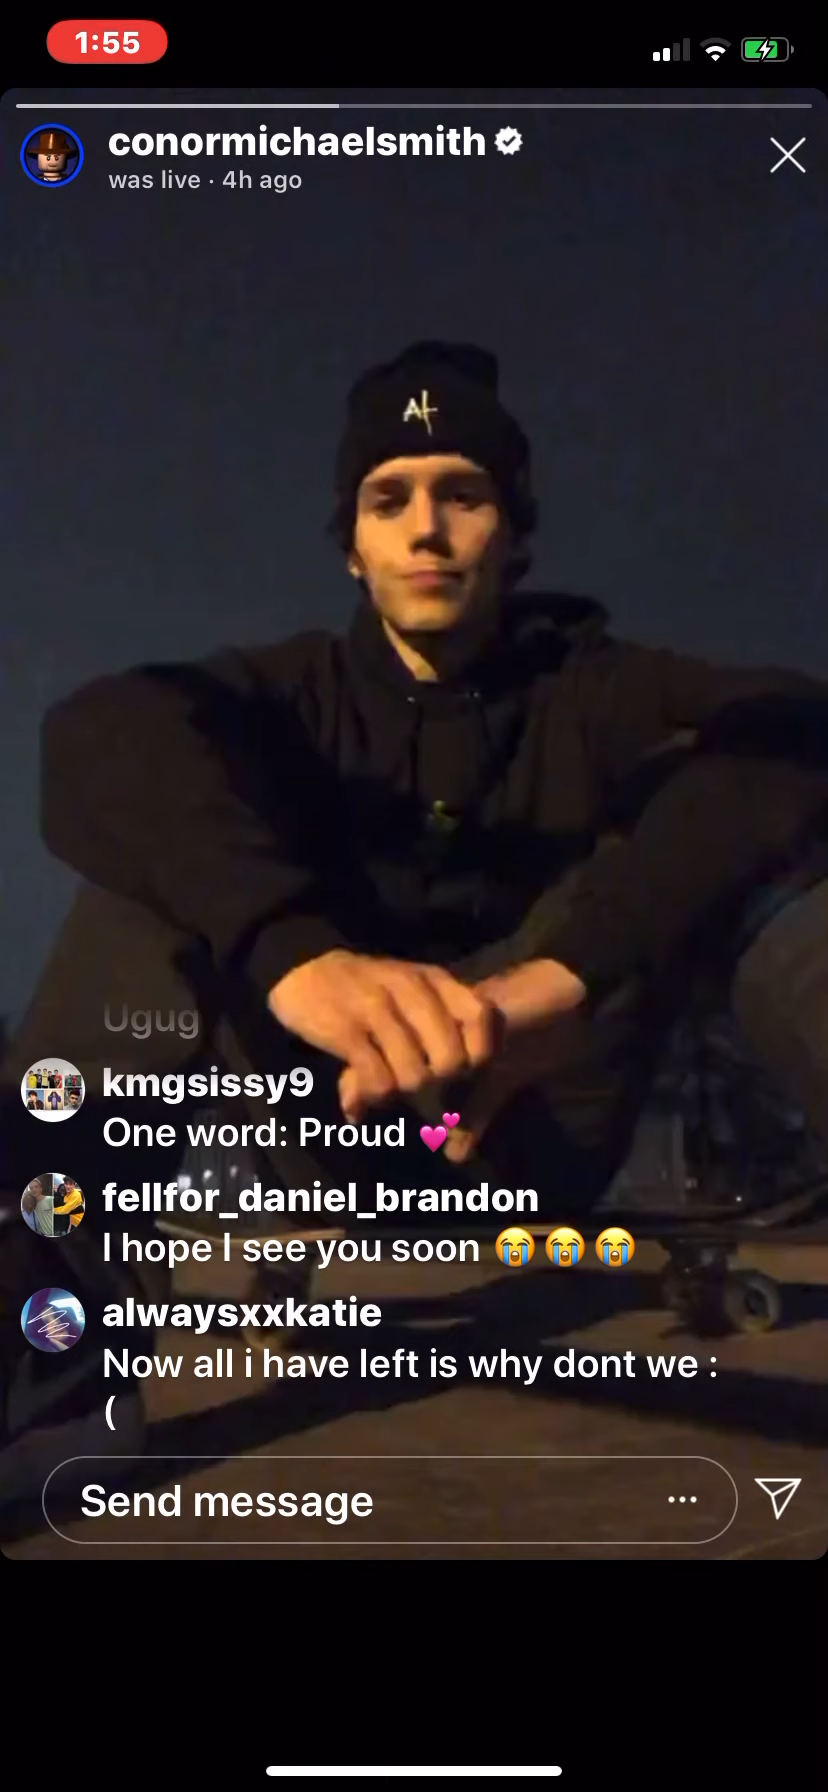 1:55
conormichaelsmith
was live · 4h ago
At
Ugug
kmgsissy9
One word: Proud 💕
fellfor_daniel_brandon
I hope I see you soon 😭😭😭
alwaysxxkatie
Now all i have left is why dont we :
(
Send message